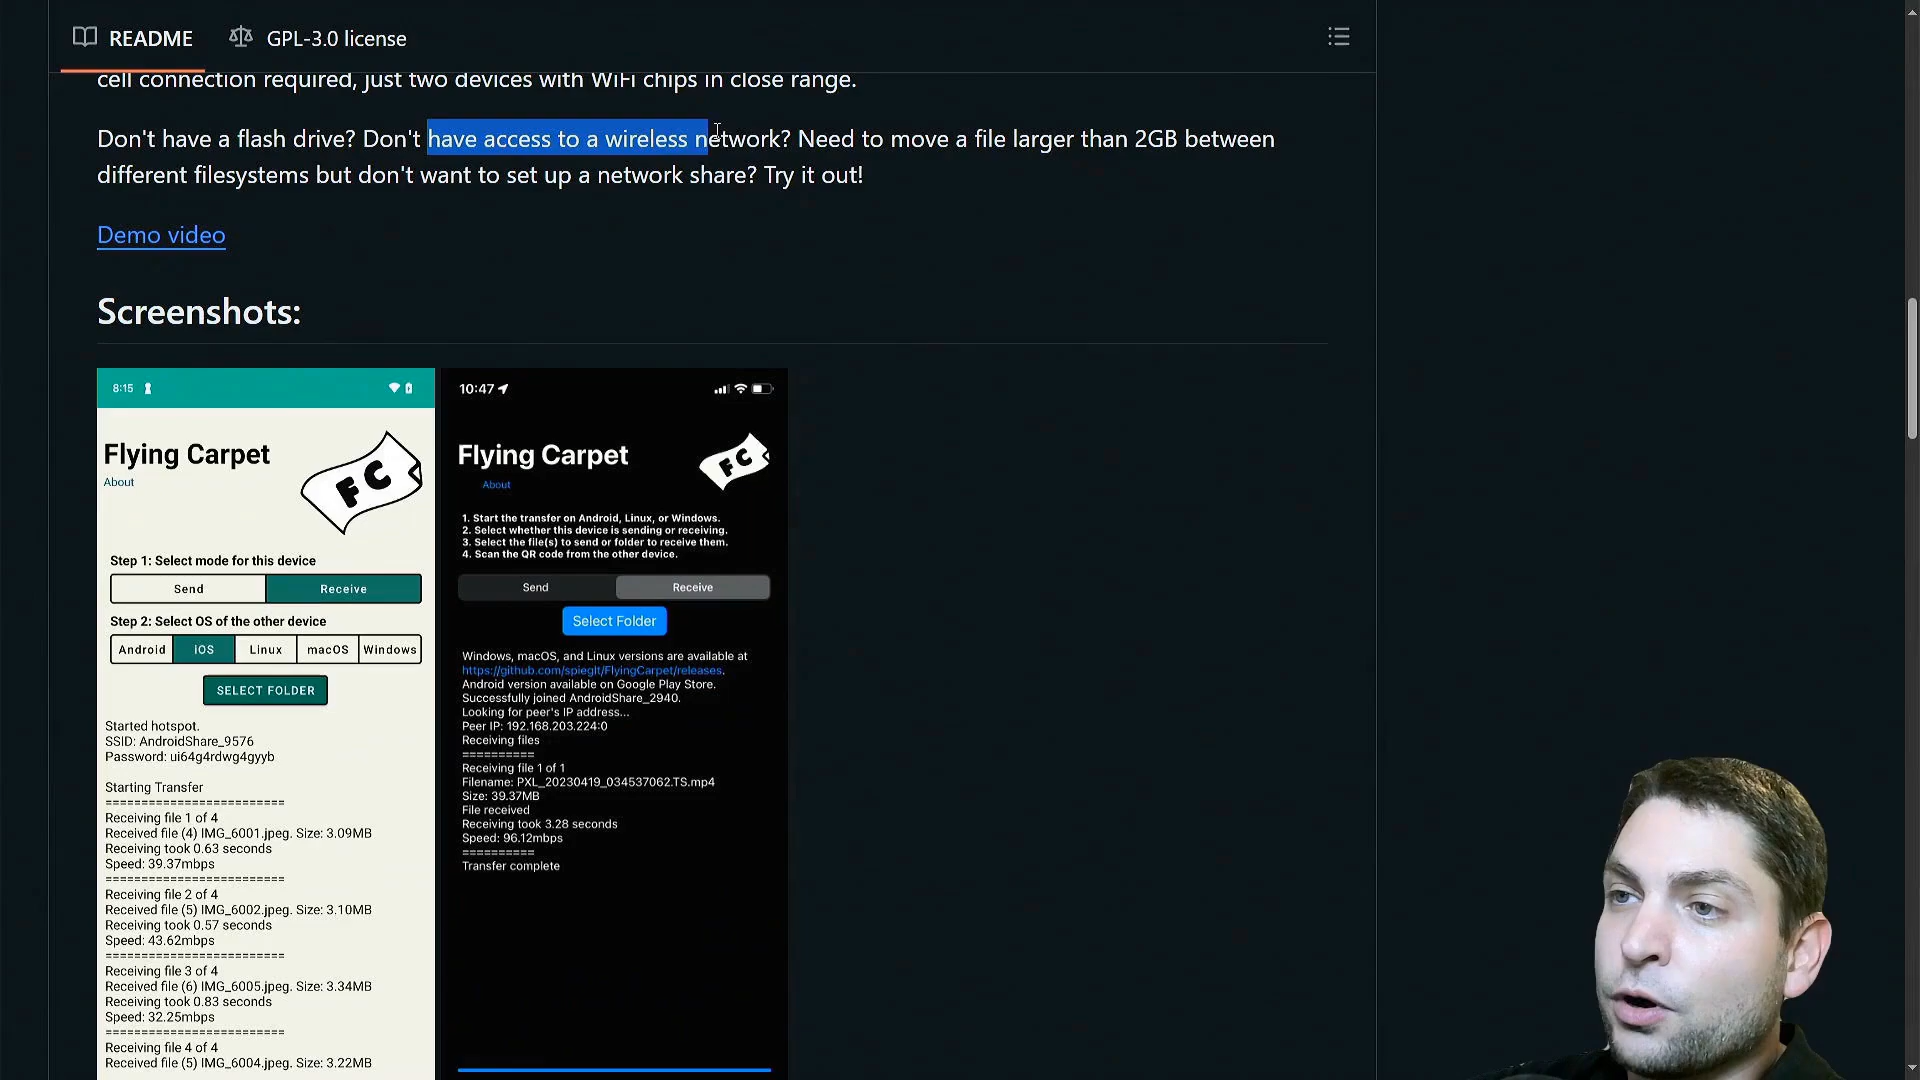 README
GPL-3.0 license
cell connection required, just two devices with WiFi chips in close range.
Don't have a flash drive? Don't have access to a wireless network? Need to move a file larger than 2GB between
different filesystems but don't want to set up a network share? Try it out!
Demo video
Screenshots:
8:15
Flying Carpet
About
FC
Step 1: Select mode for this device
Send Receive
Step 2: Select OS of the other device
Android iOS Linux macOS Windows
SELECT FOLDER
Started hotspot.
SSID: AndroidShare_9576
Password: ui64g4rdwg4gyyb
Starting Transfer
=========================
Receiving file 1 of 4
Received file (4) IMG_6001.jpeg. Size: 3.09MB
Receiving took 0.63 seconds
Speed: 39.37mbps
=========================
Receiving file 2 of 4
Received file (5) IMG_6002.jpeg. Size: 3.10MB
Receiving took 0.57 seconds
Speed: 43.62mbps
=========================
Receiving file 3 of 4
Received file (6) IMG_6005.jpeg. Size: 3.34MB
Receiving took 0.83 seconds
Speed: 32.25mbps
=========================
Receiving file 4 of 4
Received file (5) IMG_6004.jpeg. Size: 3.22MB
10:47
Flying Carpet
About
FC
1. Start the transfer on Android, Linux, or Windows.
2. Select whether this device is sending or receiving.
3. Select the file(s) to send or folder to receive them.
4. Scan the QR code from the other device.
Send Receive
Select Folder
Windows, macOS, and Linux versions are available at
https://github.com/spieglt/FlyingCarpet/releases.
Android version available on Google Play Store.
Successfully joined AndroidShare_2940.
Looking for peer's IP address...
Peer IP: 192.168.203.224:0
Receiving files
==========
Receiving file 1 of 1
Filename: PXL_20230419_034537062.TS.mp4
Size: 39.37MB
File received
Receiving took 3.28 seconds
Speed: 96.12mbps
==========
Transfer complete